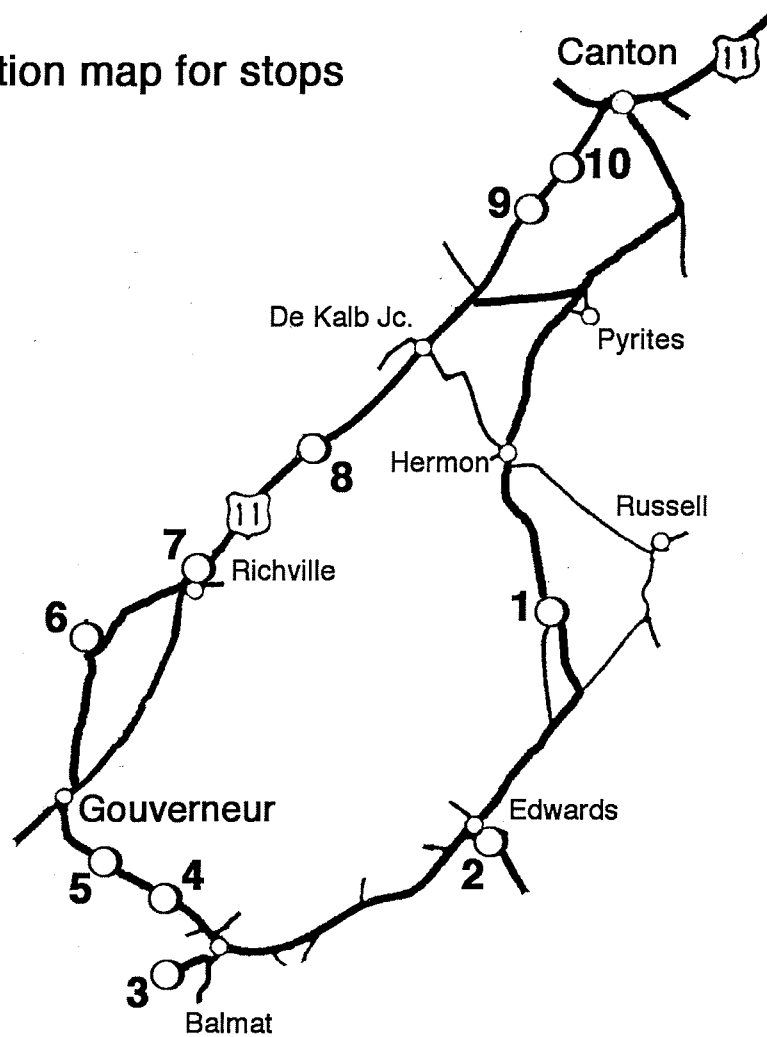 tion map for stops
Canton
11
10
9
De Kalb Jc.
Pyrites
Hermon
8
Russell
11
7
Richville
6
1
Gouverneur
Edwards
5
4
2
3
Balmat